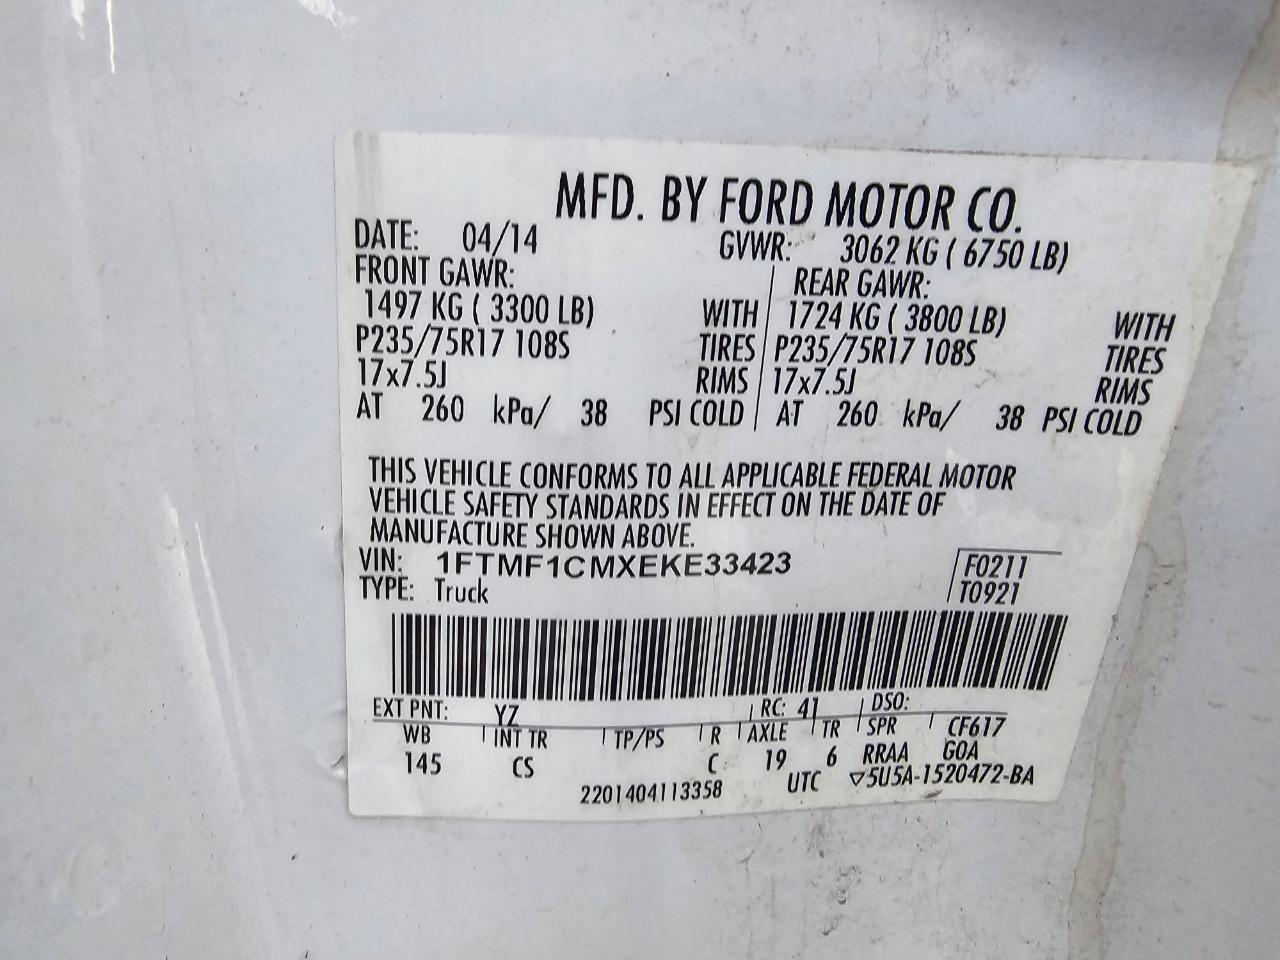 MFD. BY FORD MOTOR CO.
DATE: 04/14 GVWR: 3062 KG ( 6750 LB)
FRONT GAWR: REAR GAWR:
1497 KG ( 3300 LB) WITH 1724 KG ( 3800 LB) WITH
P235/75R17 108S TIRES P235/75R17 108S TIRES
17x7.5J RIMS 17x7.5J RIMS
AT 260 kPa/ 38 PSI COLD AT 260 kPa/ 38 PSI COLD
THIS VEHICLE CONFORMS TO ALL APPLICABLE FEDERAL MOTOR
VEHICLE SAFETY STANDARDS IN EFFECT ON THE DATE OF
MANUFACTURE SHOWN ABOVE.
VIN: 1FTMF1CMXEKE33423 F0211
TYPE: Truck T0921
EXT PNT: YZ RC: 41 DSO:
WB INT TR TP/PS R AXLE TR SPR CF617
145 CS C 19 6 RRAA GOA
2201404113358 UTC ▽5U5A-1520472-BA